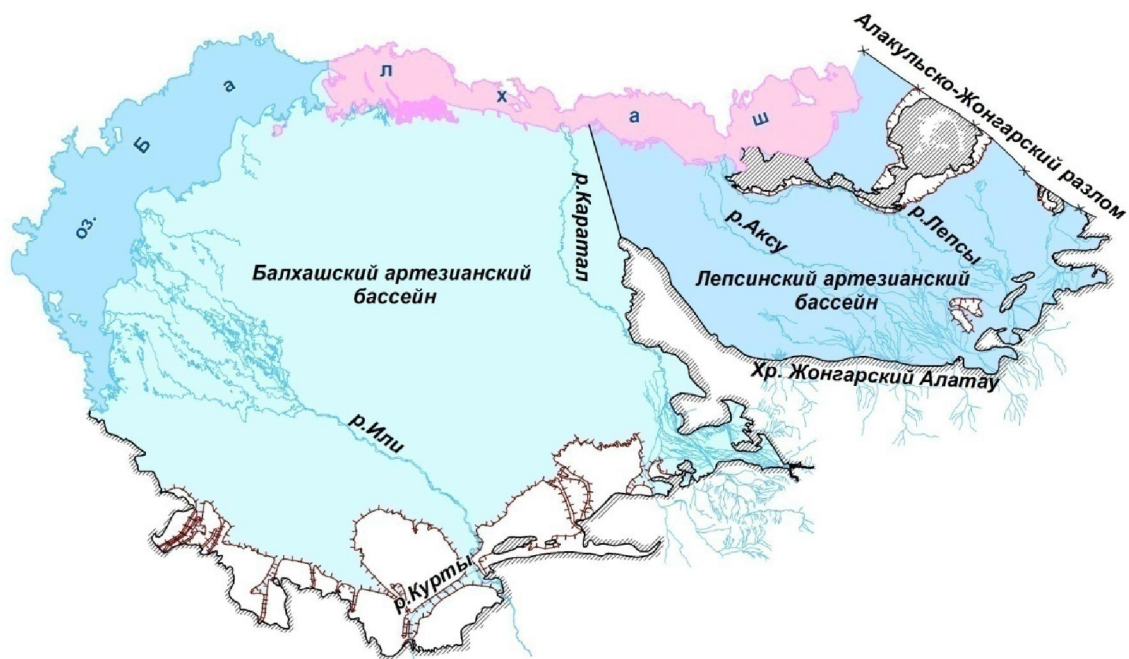 оз. Балхаш
Алакульско-Жонгарский разлом
р.Каратал
р.Аксу
р.Лепсы
Балхашский артезианский
бассейн
Лепсинский артезианский
бассейн
Хр. Жонгарский Алатау
р.Или
р.Курты